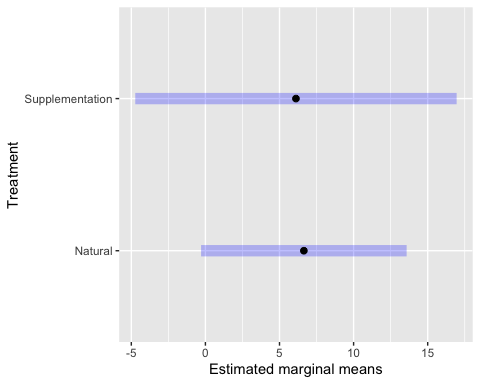 Treatment
Supplementation
Natural
-5 0 5 10 15
Estimated marginal means